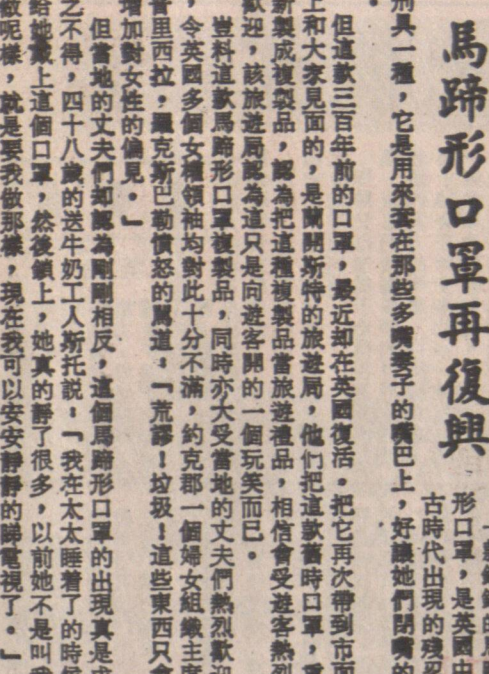 馬蹄形口罩再復興
形口罩，是英國中
古時代出現的殘忍
刑具一種，它是用來套在那些多嘴妻子的嘴巴上，好讓她們閉嘴的
。
但這款三百年前的口罩，最近却在英國復活。把它再次帶到市面
上和大家見面的，是蘭開斯特的旅遊局，他們把這款舊時口罩，重
新製成複製品，認為把這種複製品當旅遊禮品，相信會受遊客熱烈
歡迎，該旅遊局認為這只是向遊客開的一個玩笑而已。
豈料這款馬蹄形口罩複製品，同時亦大受當地的丈夫們熱烈歡迎
，令英國多個女權領袖均對此十分不滿，約克郡一個婦女組織主席
普里西拉，羅克斯巴勒憤怒的罵道：「荒謬！垃圾！這些東西只會
增加對女性的偏見。」
但當地的丈夫們却認為剛剛相反，這個馬蹄形口罩的出現真是求
之不得，四十八歲的送牛奶工人斯托說：「我在太太睡着了的時候
給她戴上這個口罩，然後鎖上，她真的靜了很多，以前她不是叫我
做呢樣，就是要我做那樣，現在我可以安安靜靜的睇電視了。」